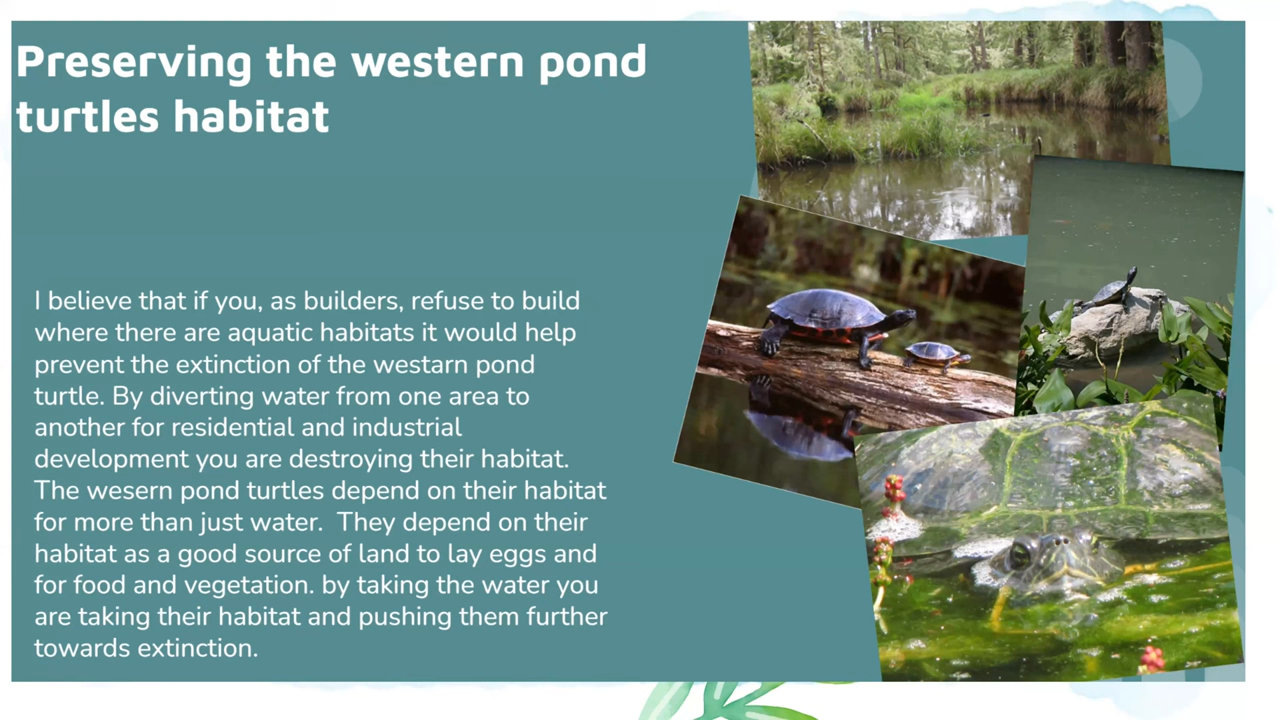 Preserving the western pond
turtles habitat
I believe that if you, as builders, refuse to build
where there are aquatic habitats it would help
prevent the extinction of the westarn pond
turtle. By diverting water from one area to
another for residential and industrial
development you are destroying their habitat.
The wesern pond turtles depend on their habitat
for more than just water.  They depend on their
habitat as a good source of land to lay eggs and
for food and vegetation. by taking the water you
are taking their habitat and pushing them further
towards extinction.